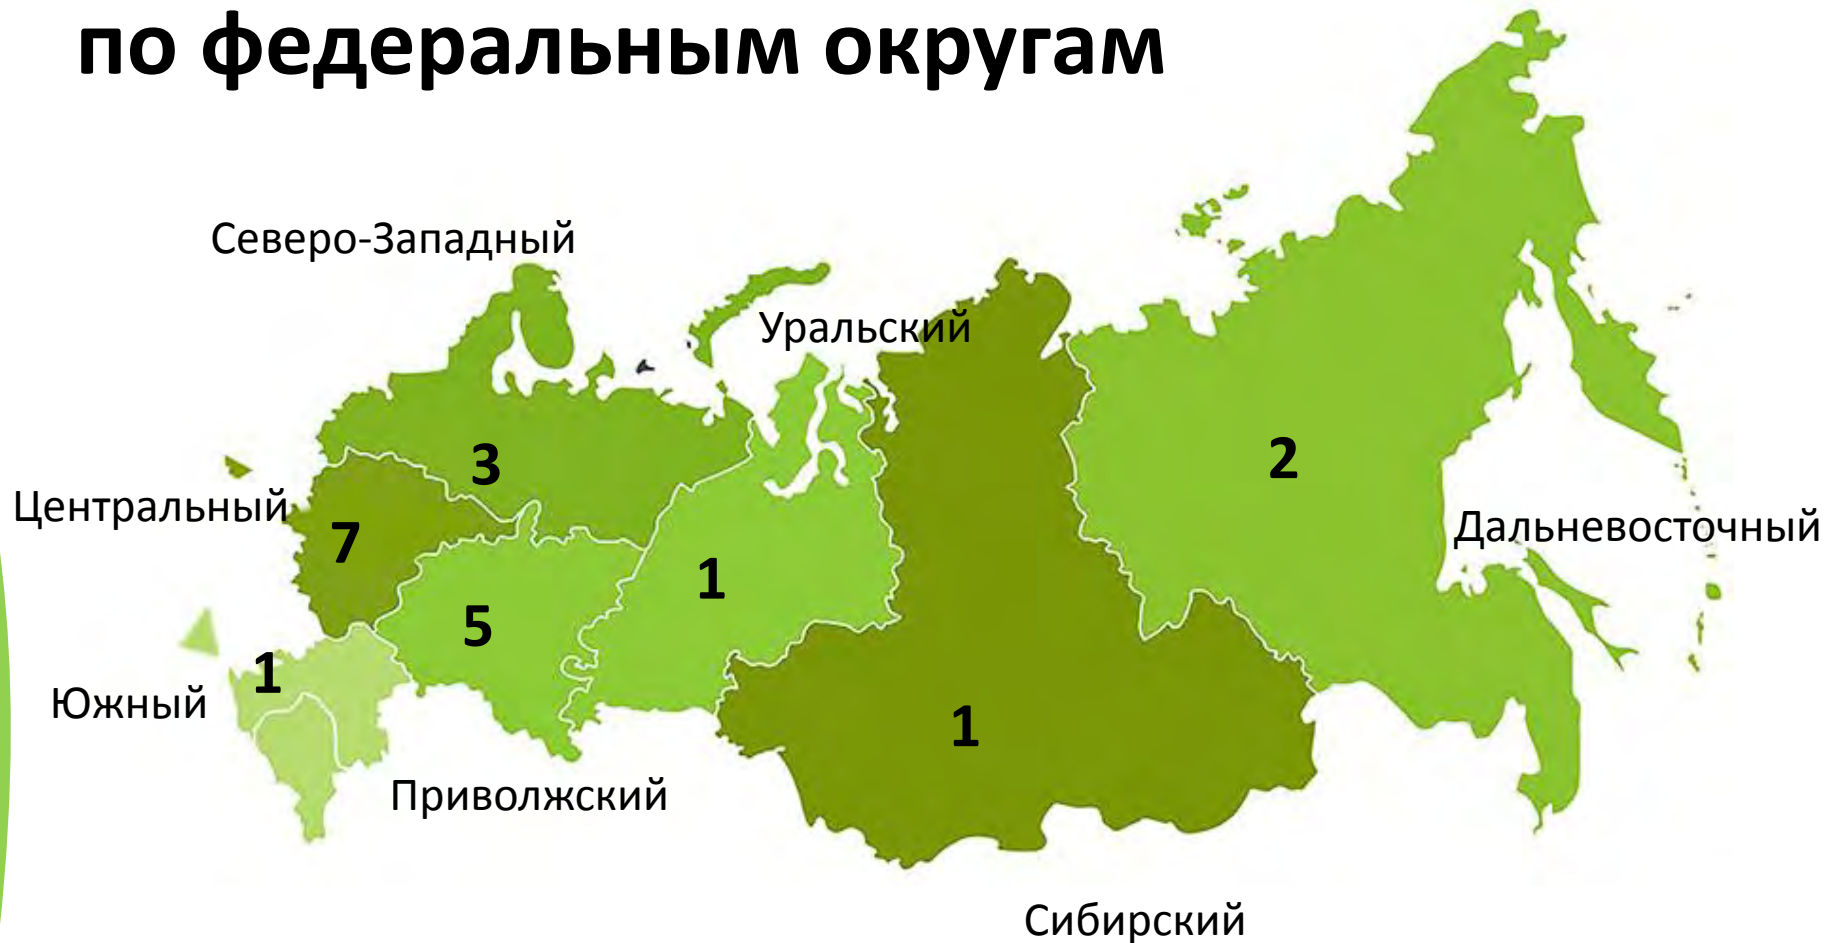 по федеральным округам
Северо-Западный
Уральский
3
2
Центральный
7
Дальневосточный
1
5
1
Южный
1
Приволжский
Сибирский